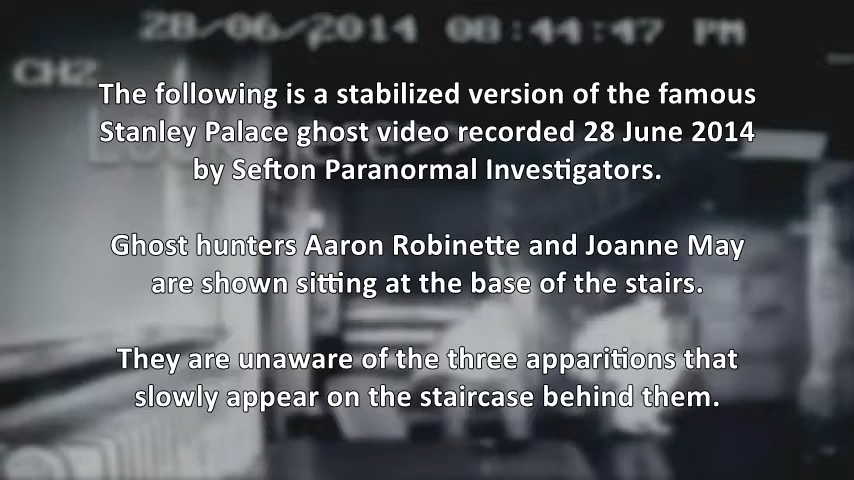 28/06/2014 08:44:47 PM
CH2
The following is a stabilized version of the famous
Stanley Palace ghost video recorded 28 June 2014
by Sefton Paranormal Investigators.
Ghost hunters Aaron Robinette and Joanne May
are shown sitting at the base of the stairs.
They are unaware of the three apparitions that
slowly appear on the staircase behind them.